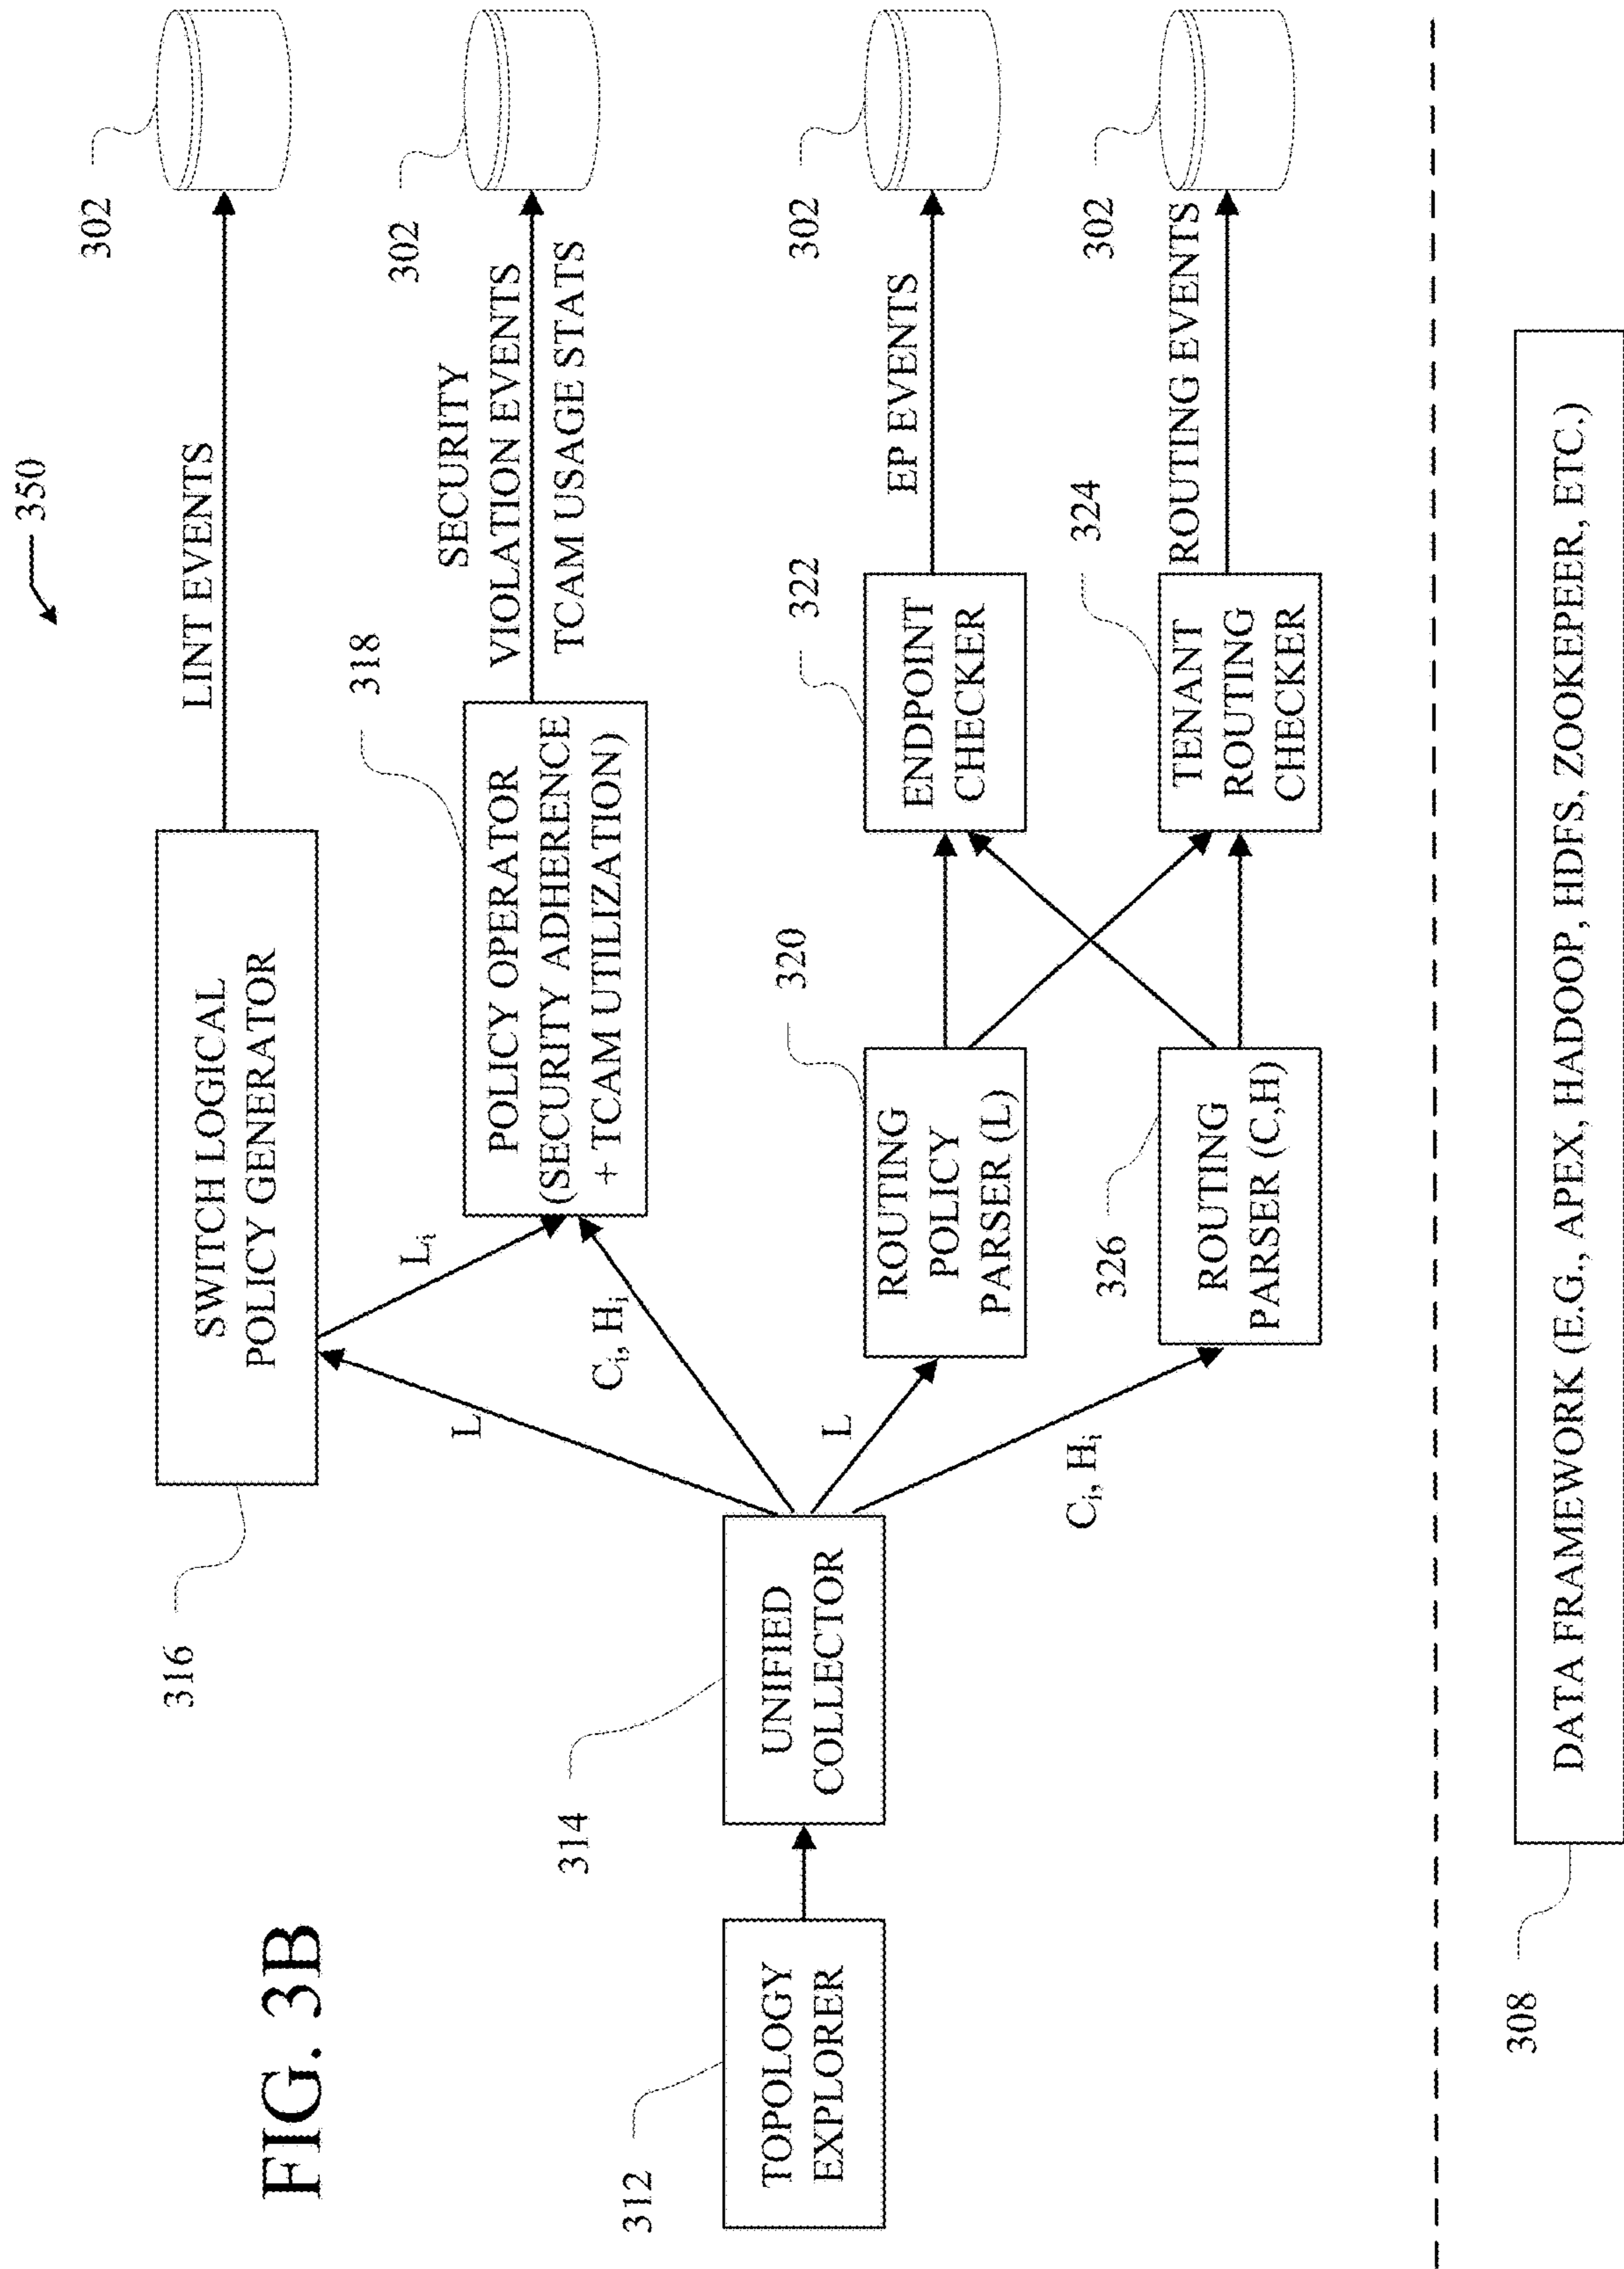 FIG. 3B
350
LINT EVENTS
302
316
SWITCH LOGICAL
POLICY GENERATOR
L
Lᵢ
Cᵢ, Hᵢ
318
POLICY OPERATOR
(SECURITY ADHERENCE
+ TCAM UTILIZATION)
SECURITY
VIOLATION EVENTS
TCAM USAGE STATS
302
312
TOPOLOGY
EXPLORER
314
UNIFIED
COLLECTOR
L
Cᵢ, Hᵢ
320
ROUTING
POLICY
PARSER (L)
322
ENDPOINT
CHECKER
EP EVENTS
302
326
ROUTING
PARSER (C,H)
324
TENANT
ROUTING
CHECKER
ROUTING EVENTS
302
308
DATA FRAMEWORK (E.G., APEX, HADOOP, HDFS, ZOOKEPEER, ETC.)